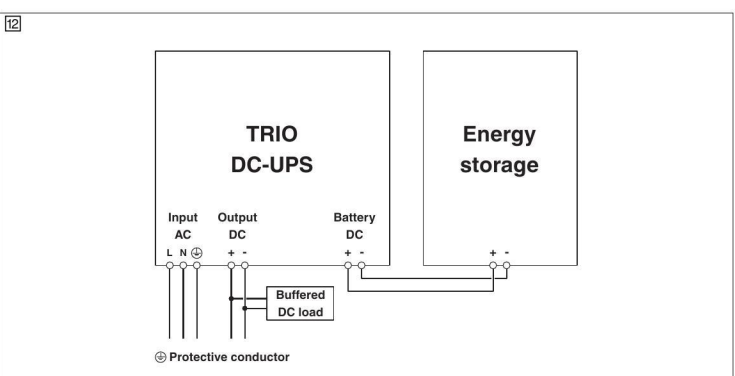 12
TRIO
DC-UPS
Energy
storage
Input Output Battery
AC DC DC
L N + - + - + -
Buffered
DC load
Protective conductor